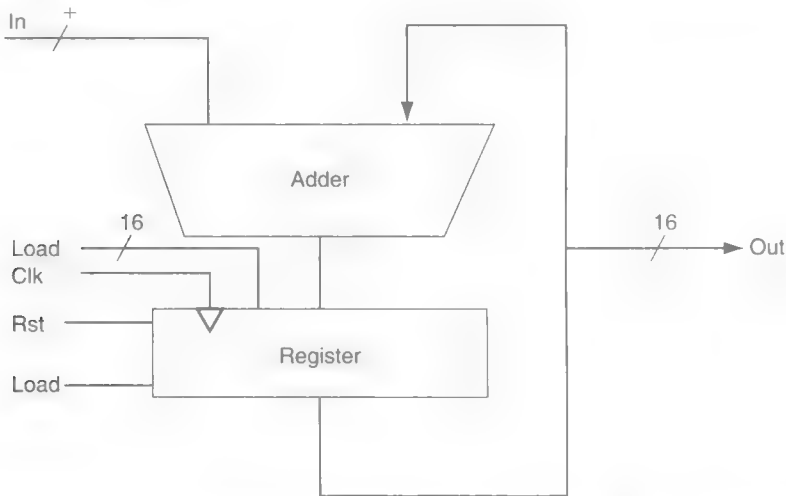 In
+
Adder
16
Load
Clk
16
Out
Rst
Register
Load